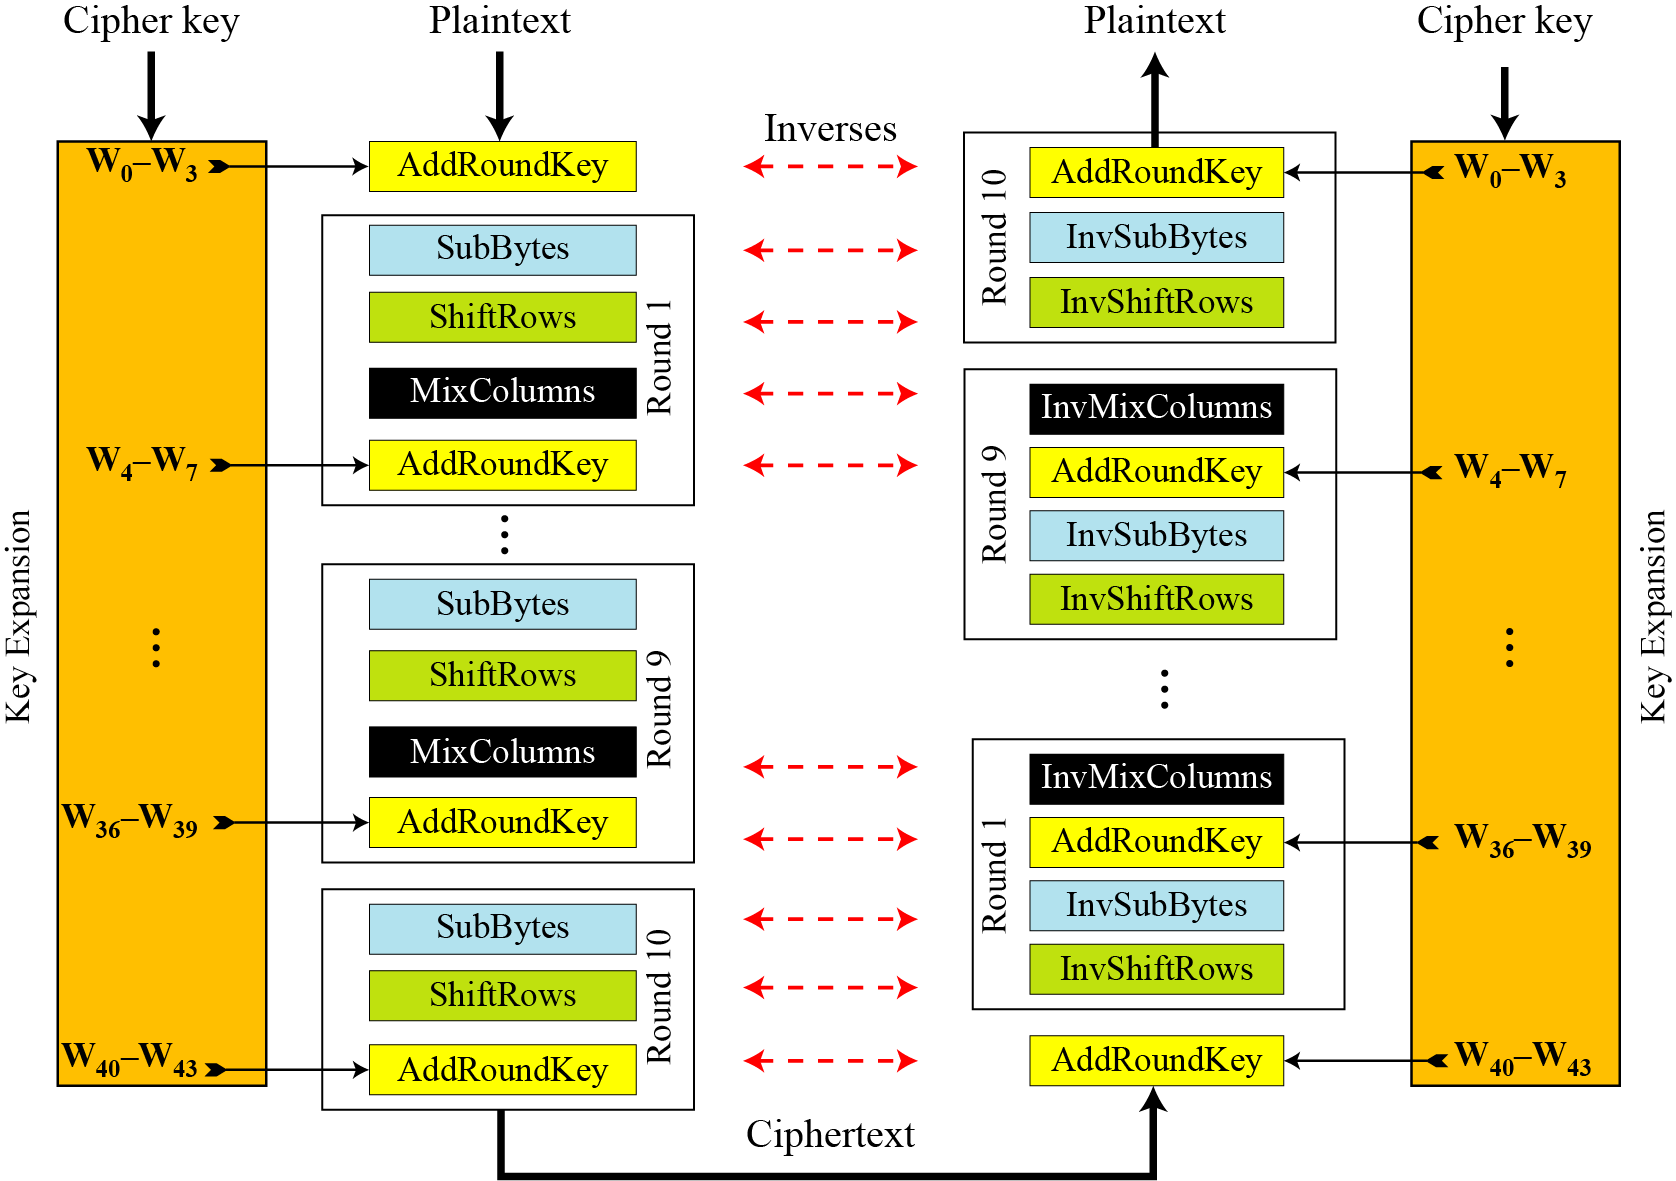 Cipher key
Plaintext
Plaintext
Cipher key
Inverses
Key Expansion
W0–W3
W4–W7
W36–W39
W40–W43
AddRoundKey
SubBytes
ShiftRows
MixColumns
AddRoundKey
Round 1
SubBytes
ShiftRows
MixColumns
AddRoundKey
Round 9
SubBytes
ShiftRows
AddRoundKey
Round 10
Ciphertext
AddRoundKey
InvSubBytes
InvShiftRows
Round 10
InvMixColumns
AddRoundKey
InvSubBytes
InvShiftRows
Round 9
InvMixColumns
AddRoundKey
InvSubBytes
InvShiftRows
Round 1
AddRoundKey
W0–W3
W4–W7
W36–W39
W40–W43
Key Expansion